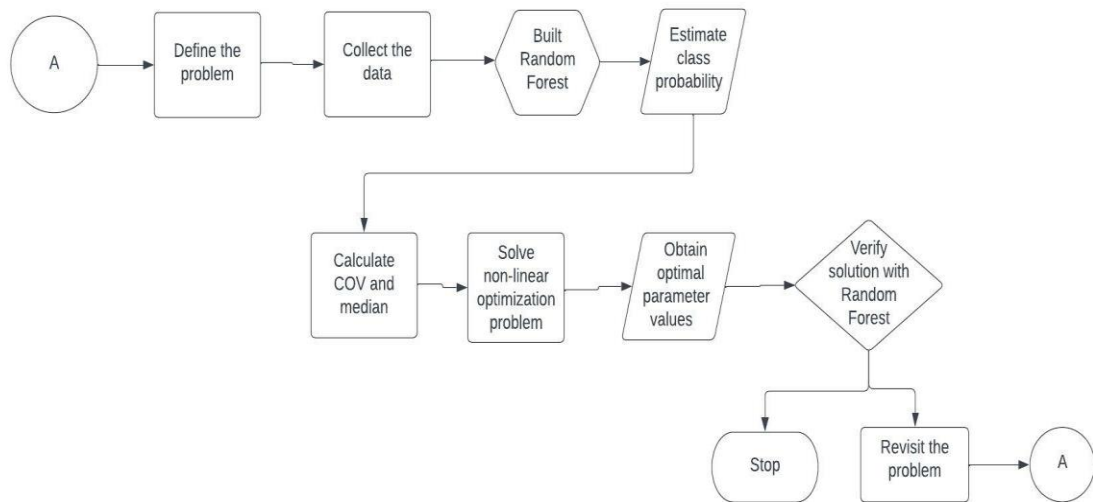 A
Define the
problem
Collect the
data
Built
Random
Forest
Estimate
class
probability
Calculate
COV and
median
Solve
non-linear
optimization
problem
Obtain
optimal
parameter
values
Verify
solution with
Random
Forest
Stop
Revisit the
problem
A